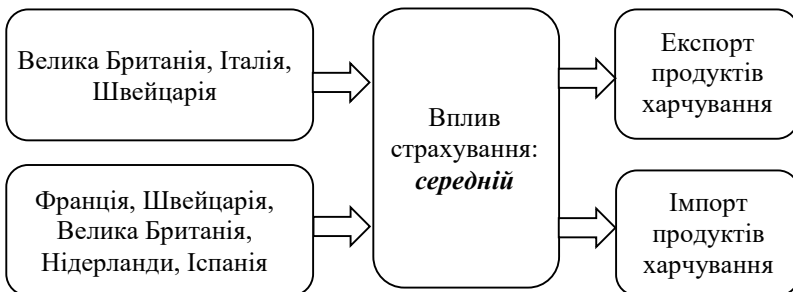 Велика Британія, Італія,
Швейцарія
Франція, Швейцарія,
Велика Британія,
Нідерланди, Іспанія
Вплив
страхування:
середній
Експорт
продуктів
харчування
Імпорт
продуктів
харчування